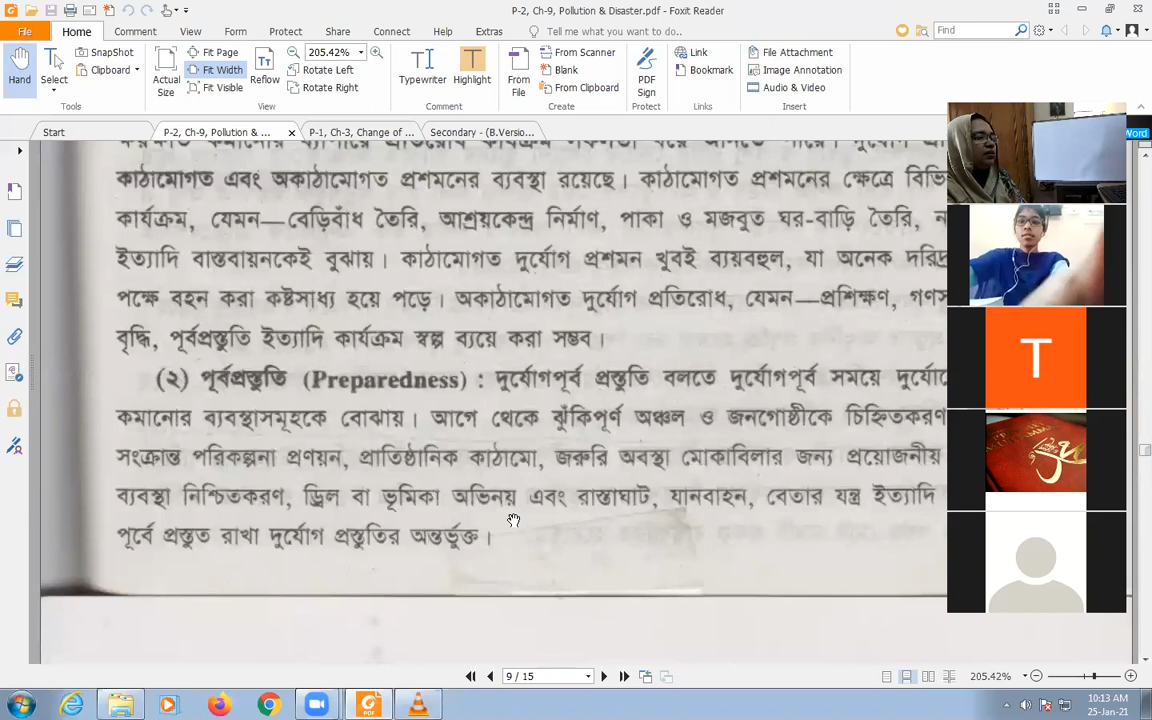 P-2, Ch-9, Pollution & Disaster.pdf - Foxit Reader
File Home Comment View Form Protect Share Connect Help Extras Tell me what you want to do... Find
Hand Select SnapShot Clipboard Actual Size Fit Page Fit Width Fit Visible Reflow 205.42% Rotate Left Rotate Right Typewriter Highlight From File From Scanner Blank From Clipboard PDF Sign Link Bookmark File Attachment Image Annotation Audio & Video
Tools View Comment Create Protect Links Insert
Start P-2, Ch-9, Pollution & ... P-1, Ch-3, Change of ... Secondary - (B.Versio... Word
কাঠামোগত এবং অকাঠামোগত প্রশমনের ব্যবস্থা রয়েছে। কাঠামোগত প্রশমনের ক্ষেত্রে
কার্যক্রম, যেমন—বেড়িবাঁধ তৈরি, আশ্রয়কেন্দ্র নির্মাণ, পাকা ও মজবুত ঘর-বাড়ি তৈরি,
ইত্যাদি বাস্তবায়নকেই বুঝায়। কাঠামোগত দুর্যোগ প্রশমন খুবই ব্যয়বহুল, যা অনেক
পক্ষে বহন করা কষ্টসাধ্য হয়ে পড়ে। অকাঠামোগত দুর্যোগ প্রতিরোধ, যেমন—প্রশিক্ষণ,
বৃদ্ধি, পূর্বপ্রস্তুতি ইত্যাদি কার্যক্রম স্বল্প ব্যয়ে করা সম্ভব।
(২) পূর্বপ্রস্তুতি (Preparedness) : দুর্যোগপূর্ব প্রস্তুতি বলতে দুর্যোগপূর্ব সময়ে
কমানোর ব্যবস্থাসমূহকে বোঝায়। আগে থেকে ঝুঁকিপূর্ণ অঞ্চল ও জনগোষ্ঠীকে চিহ্নিতকরণ
সংক্রান্ত পরিকল্পনা প্রণয়ন, প্রাতিষ্ঠানিক কাঠামো, জরুরি অবস্থা মোকাবিলার জন্য প্রয়োজনীয়
ব্যবস্থা নিশ্চিতকরণ, ড্রিল বা ভূমিকা অভিনয় এবং রাস্তাঘাট, যানবাহন, বেতার যন্ত্র ইত্যাদি
পূর্বে প্রস্তুত রাখা দুর্যোগ প্রস্তুতির অন্তর্ভুক্ত।
T
9 / 15 205.42%
10:13 AM
25-Jan-21